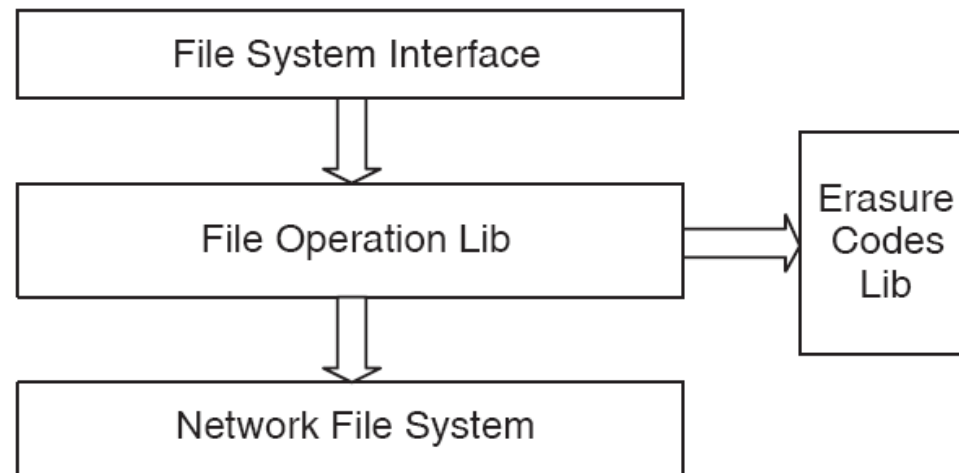 File System Interface
File Operation Lib
Erasure
Codes
Lib
Network File System